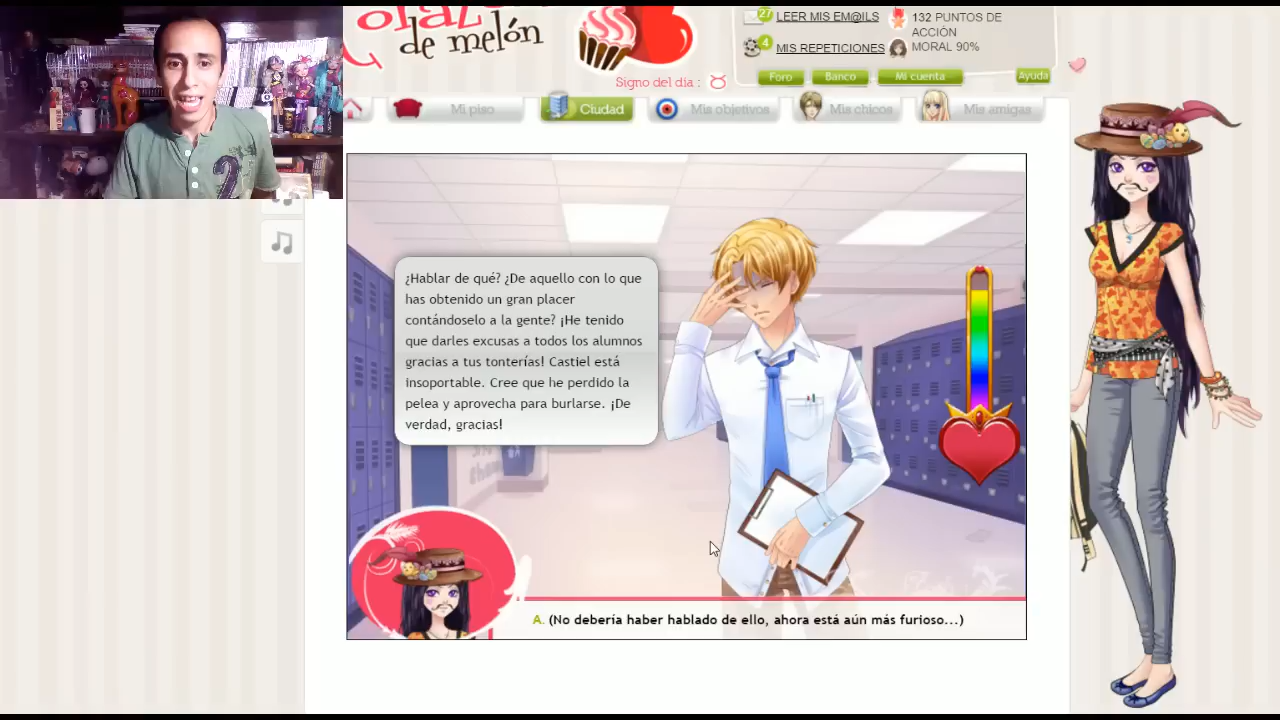 de melón
27 LEER MIS EM@ILS
132 PUNTOS DE
ACCIÓN
4 MIS REPETICIONES
MORAL 90%
Signo del día :
Foro
Banco
Mi cuenta
Ayuda
Mi piso
Ciudad
Mis objetivos
Mis chicos
Mis amigas
2
¿Hablar de qué? ¿De aquello con lo que
has obtenido un gran placer
contándoselo a la gente? ¡He tenido
que darles excusas a todos los alumnos
gracias a tus tonterías! Castiel está
insoportable. Cree que he perdido la
pelea y aprovecha para burlarse. ¡De
verdad, gracias!
A. (No debería haber hablado de ello, ahora está aún más furioso...)